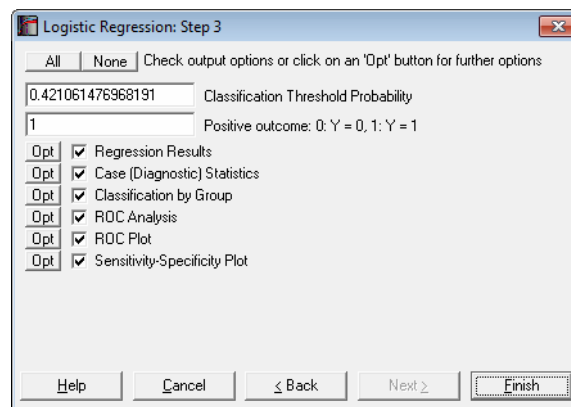 Logistic Regression: Step 3
All None Check output options or click on an 'Opt' button for further options
0.421061476968191 Classification Threshold Probability
1 Positive outcome: 0: Y = 0, 1: Y = 1
Opt Regression Results
Opt Case (Diagnostic) Statistics
Opt Classification by Group
Opt ROC Analysis
Opt ROC Plot
Opt Sensitivity-Specificity Plot
Help Cancel < Back Next > Finish